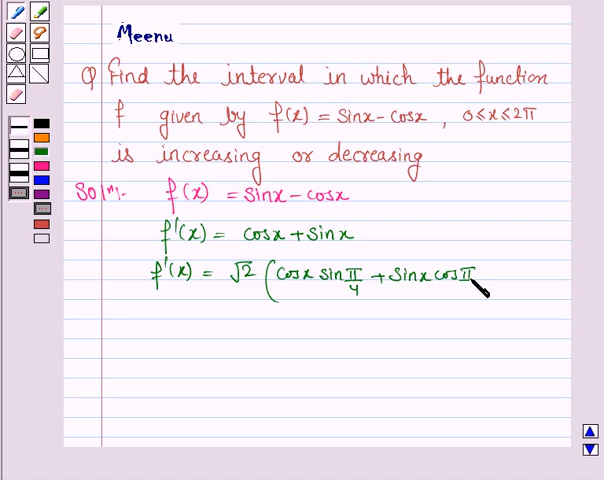 Meenu
Q Find the interval in which the function
f given by f(x) = sinx - cosx , 0≤x≤2π
is increasing or decreasing
Soln:- f(x) = sinx - cosx
f'(x) = cosx + sinx
f'(x) = √2 (cosx sin π/4 + sinx cos π